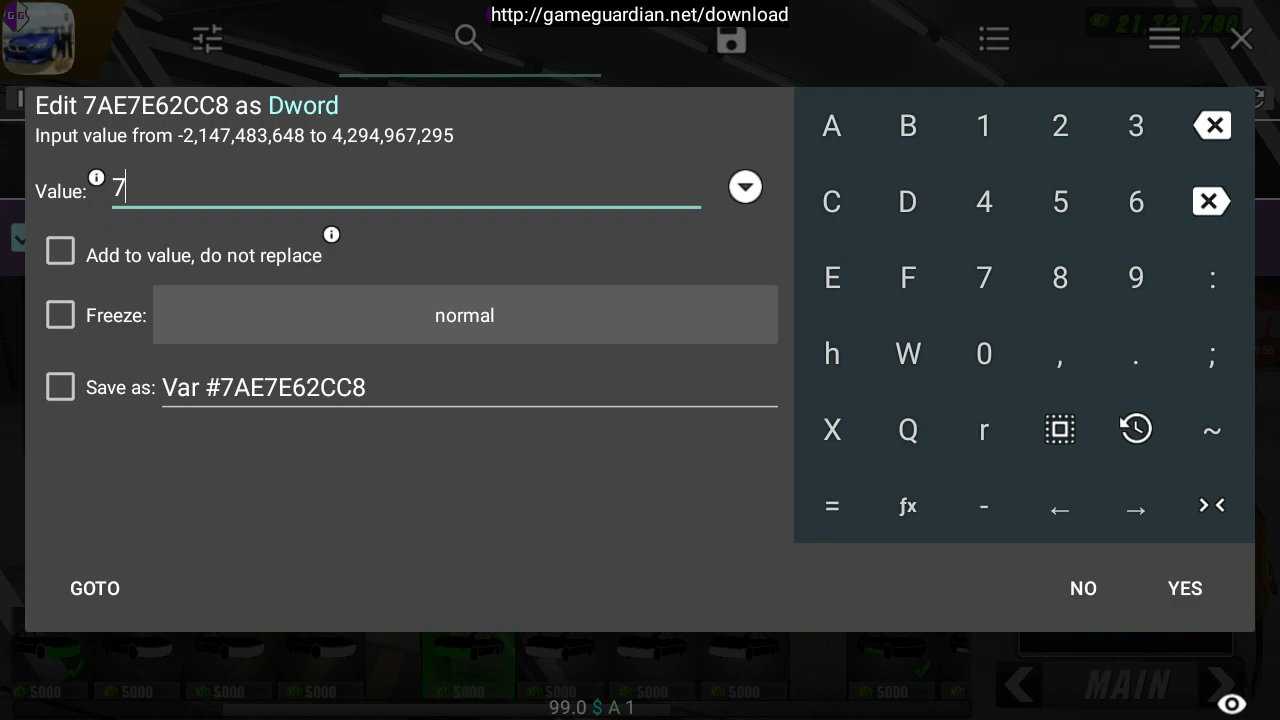 http://gameguardian.net/download
21,721,790
Edit 7AE7E62CC8 as Dword
Input value from -2,147,483,648 to 4,294,967,295
Value: 7
Add to value, do not replace
Freeze: normal
Save as: Var #7AE7E62CC8
A B 1 2 3
C D 4 5 6
E F 7 8 9 :
h W 0 , . ;
X Q r ~
= ƒx - ← → > <
GOTO NO YES
5000 5000 5000 5000 5000 5000 5000 5000 5000
MAIN
99.0 $ A 1